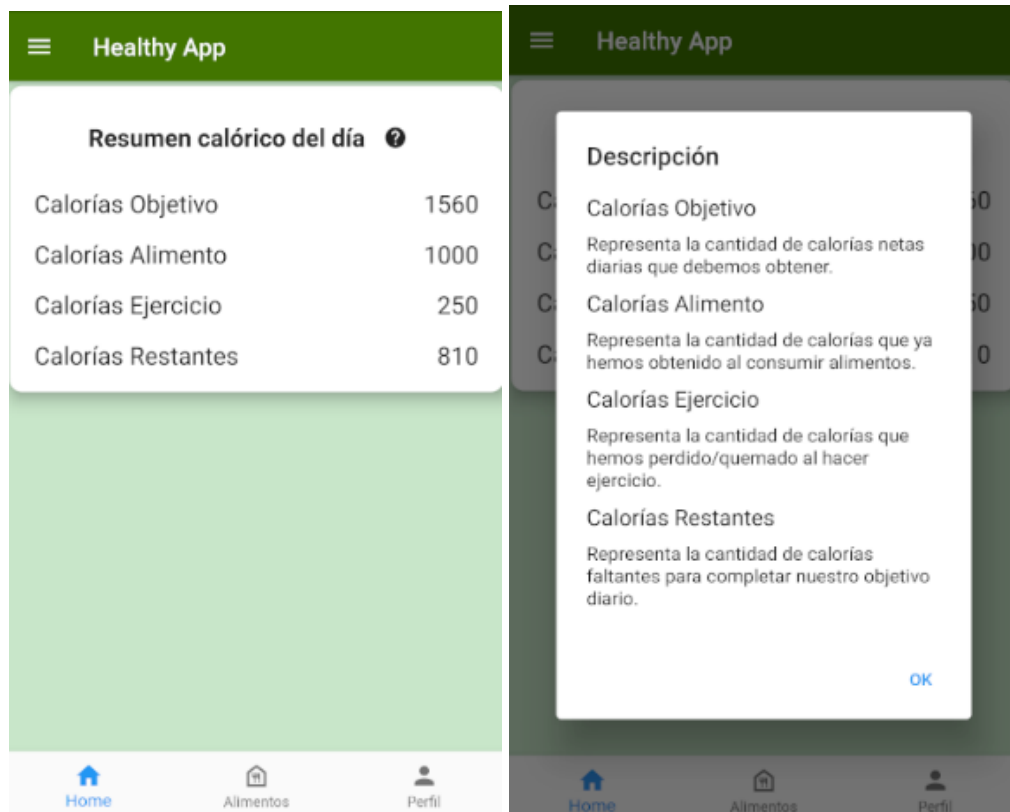 Healthy App
Resumen calórico del día
Calorías Objetivo 1560
Calorías Alimento 1000
Calorías Ejercicio 250
Calorías Restantes 810
Home Alimentos Perfil
Healthy App
Descripción
Calorías Objetivo
Representa la cantidad de calorías netas
diarias que debemos obtener.
Calorías Alimento
Representa la cantidad de calorías que ya
hemos obtenido al consumir alimentos.
Calorías Ejercicio
Representa la cantidad de calorías que
hemos perdido/quemado al hacer
ejercicio.
Calorías Restantes
Representa la cantidad de calorías
faltantes para completar nuestro objetivo
diario.
OK
Home Alimentos Perfil